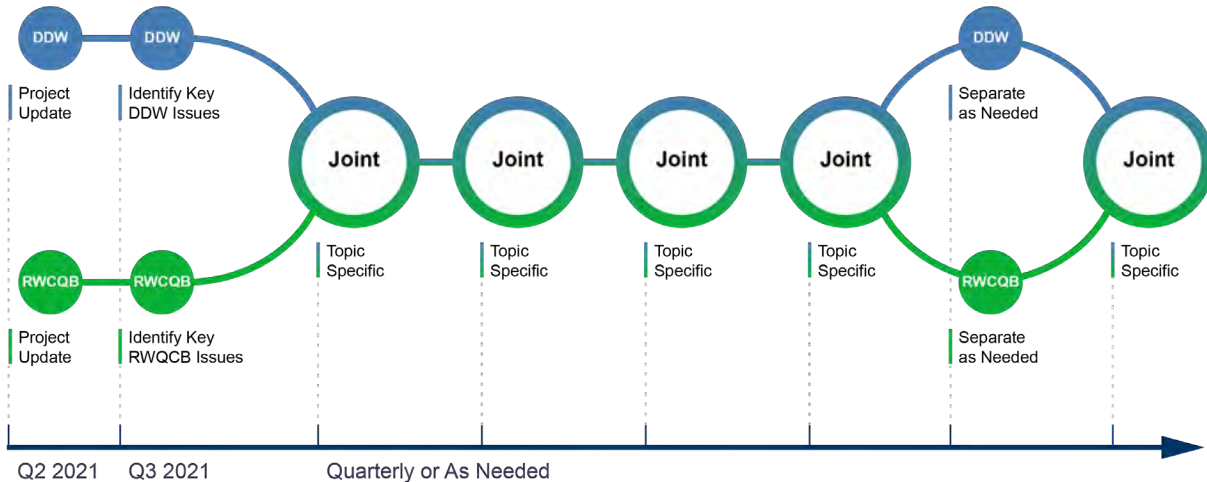 DDW
DDW
DDW
Project
Update
Identify Key
DDW Issues
Separate
as Needed
Joint
Joint
Joint
Joint
Joint
Topic
Specific
Topic
Specific
Topic
Specific
Topic
Specific
Topic
Specific
RWCQB
RWCQB
RWCQB
Project
Update
Identify Key
RWQCB Issues
Separate
as Needed
Q2 2021
Q3 2021
Quarterly or As Needed